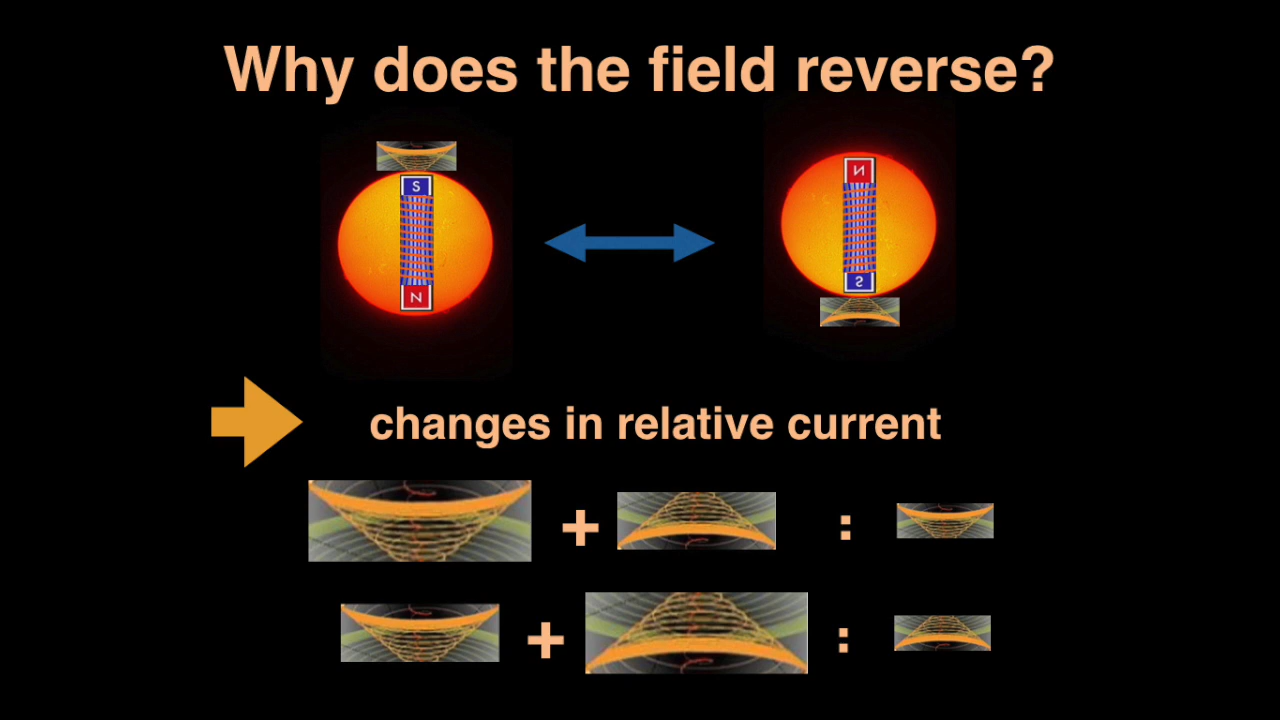 Why does the field reverse?
S
N
N
S
changes in relative current
+ :
+ :